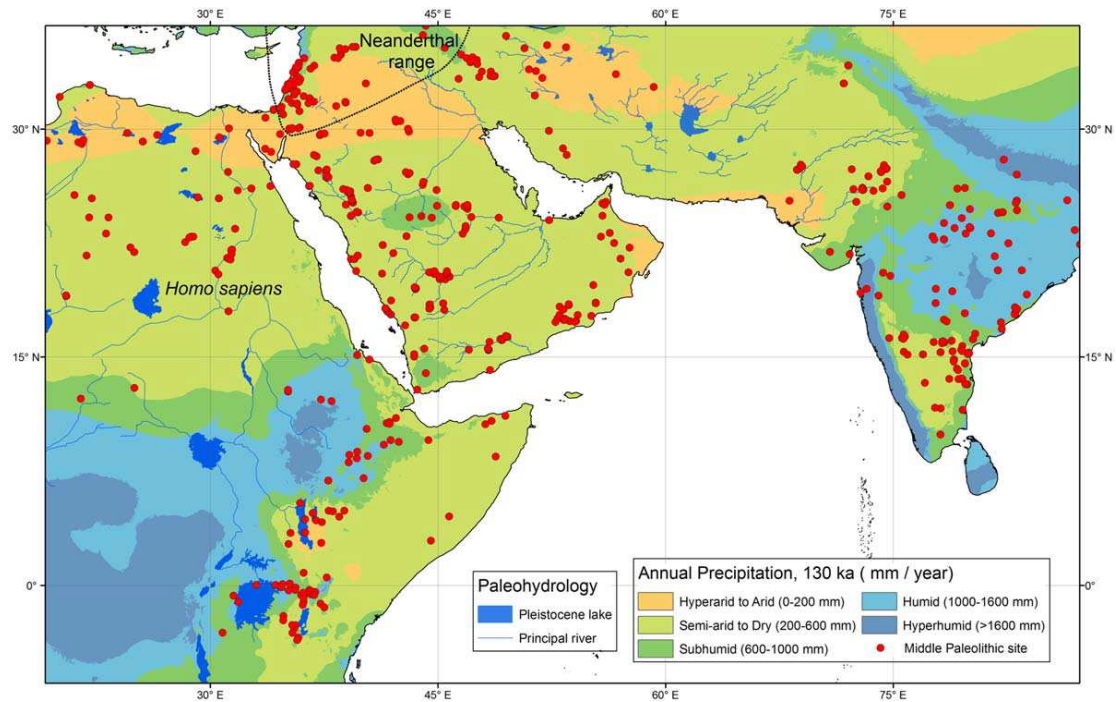 30° E
45° E
60° E
75° E
Neanderthal
range
30° N
30° N
Homo sapiens
15° N
15° N
0°
0°
Paleohydrology
Pleistocene lake
Principal river
Annual Precipitation, 130 ka ( mm / year)
Hyperarid to Arid (0-200 mm)
Humid (1000-1600 mm)
Semi-arid to Dry (200-600 mm)
Hyperhumid (>1600 mm)
Subhumid (600-1000 mm)
Middle Paleolithic site
30° E
45° E
60° E
75° E